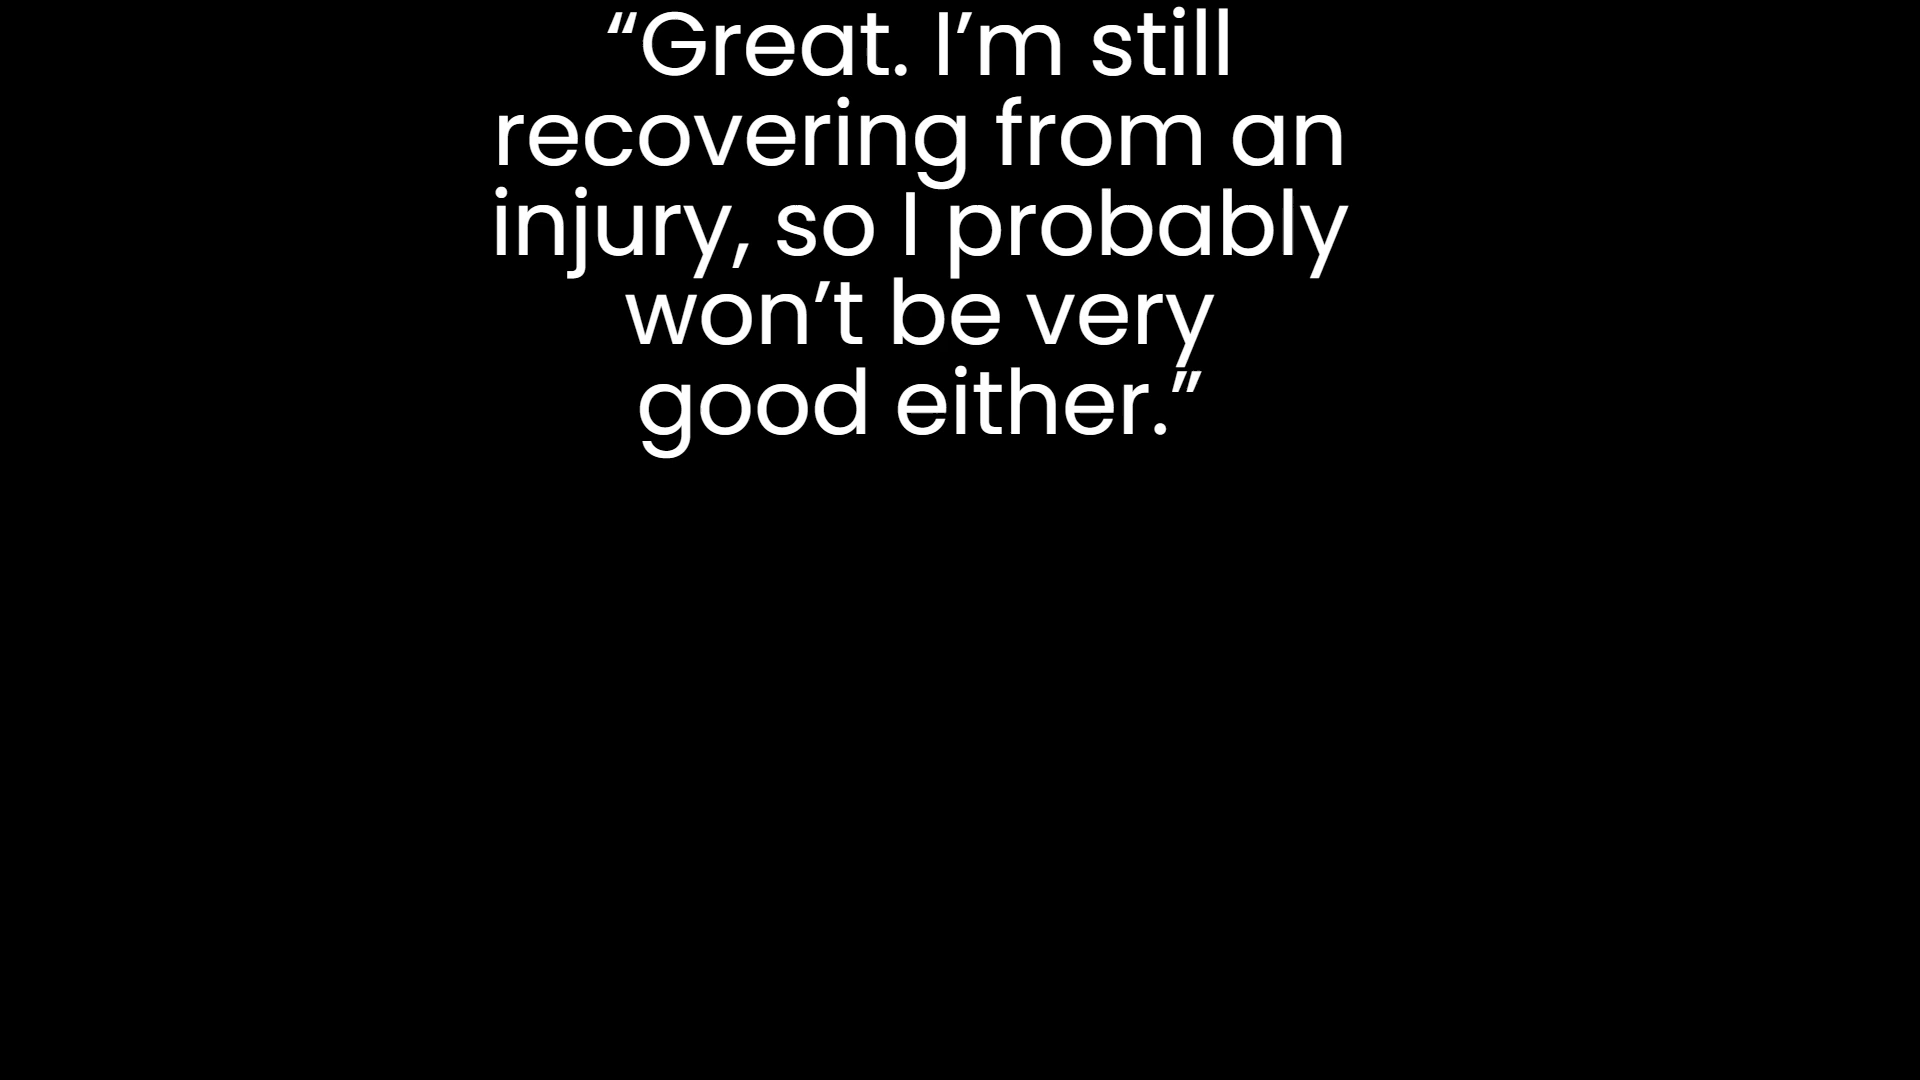 “Great. I’m still
recovering from an
injury, so I probably
won’t be very
good either.”